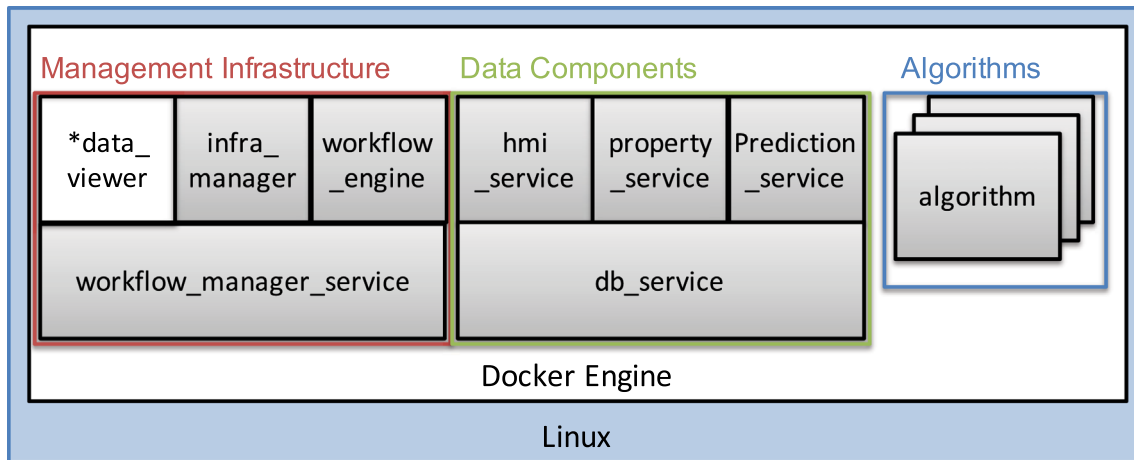 Management Infrastructure
Data Components
Algorithms
*data_
viewer
infra_
manager
workflow
_engine
hmi
_service
property
_service
Prediction
_service
algorithm
workflow_manager_service
db_service
Docker Engine
Linux